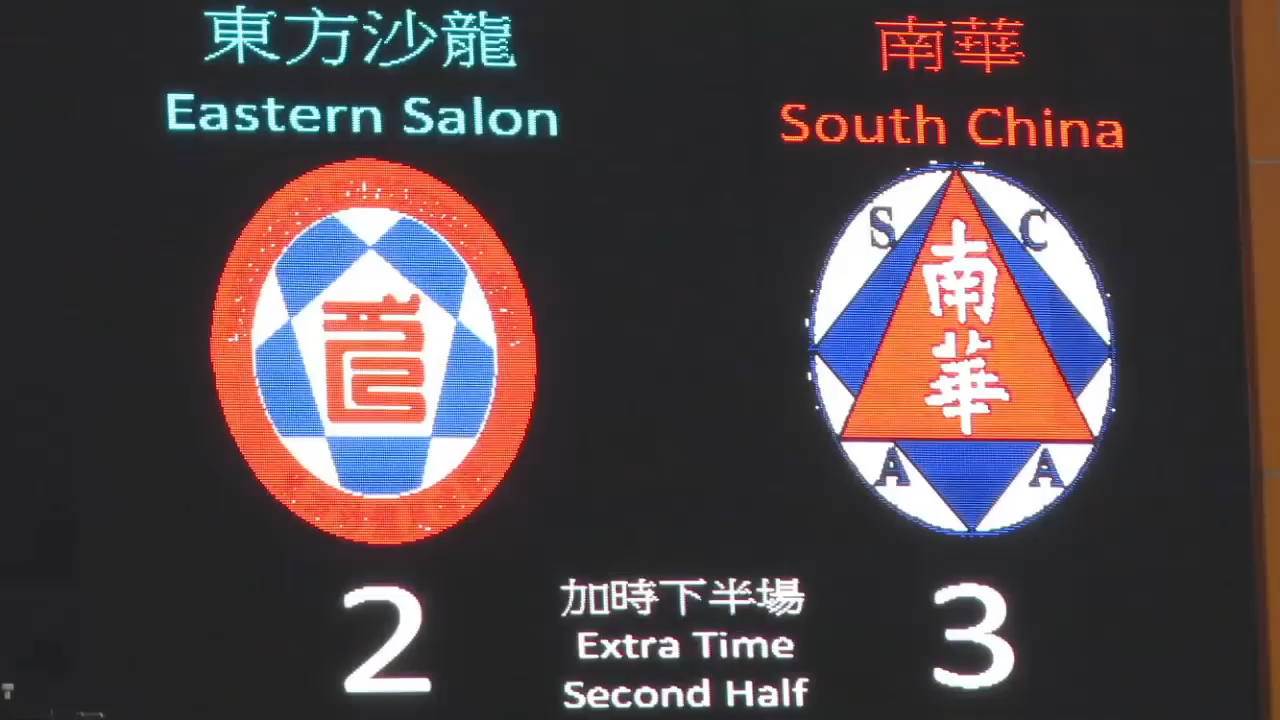 東方沙龍
Eastern Salon
南華
South China
S C
南
華
A A
2
加時下半場
Extra Time
Second Half
3